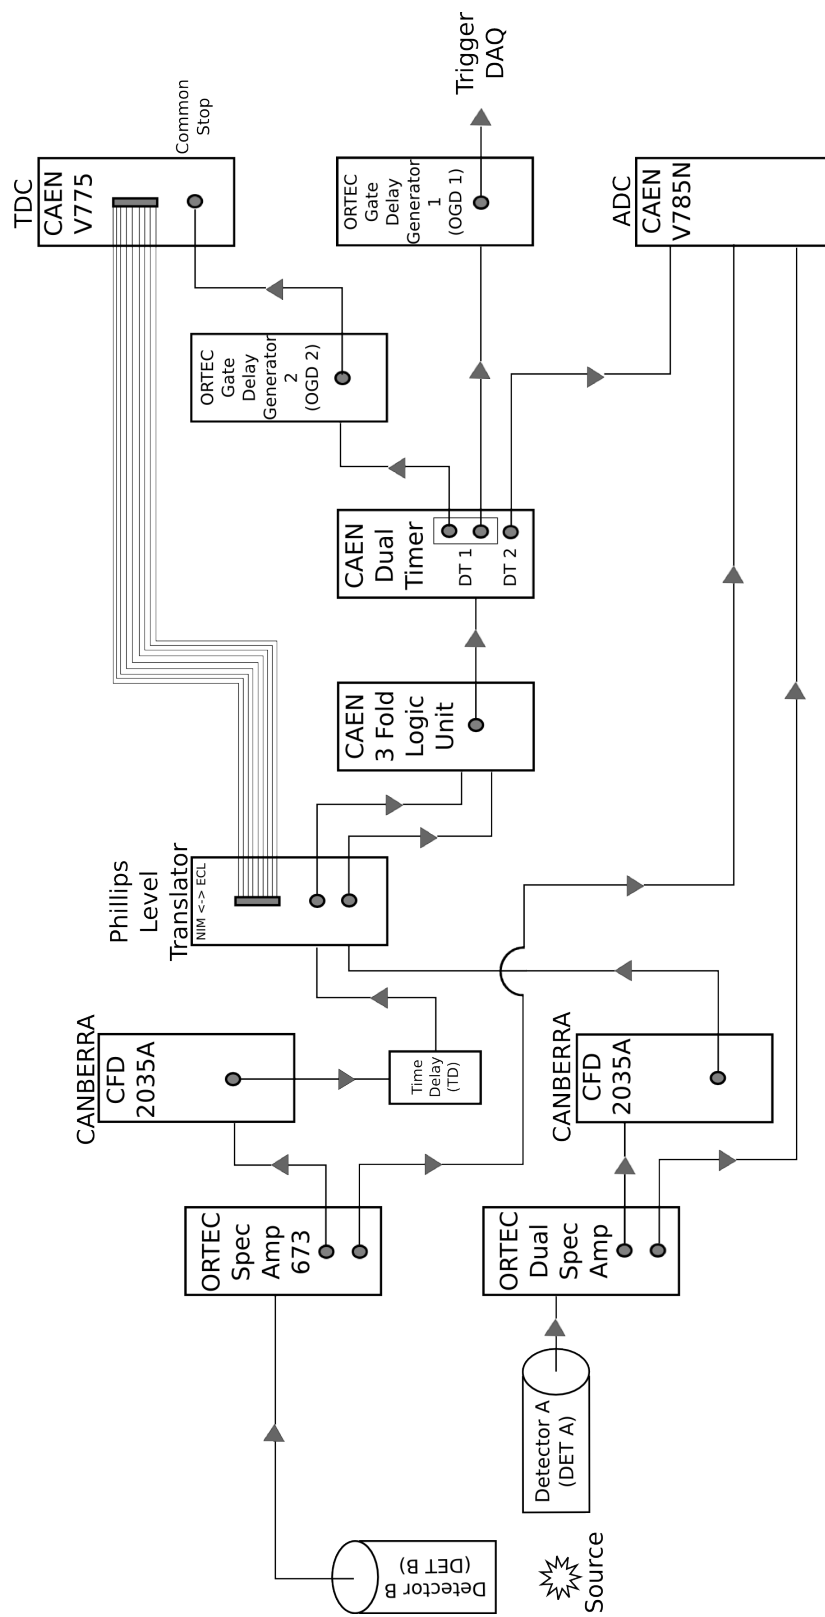 TDC
CAEN
V775
Common
Stop
ORTEC
Gate
Delay
Generator
1
(OGD 1)
Trigger
DAQ
ADC
CAEN
V785N
ORTEC
Gate
Delay
Generator
2
(OGD 2)
CAEN
Dual
Timer
DT 1
DT 2
CAEN
3 Fold
Logic
Unit
Phillips
Level
Translator
NIM <-> ECL
CANBERRA
CFD
2035A
Time
Delay
(TD)
CANBERRA
CFD
2035A
ORTEC
Spec
Amp
673
ORTEC
Dual
Spec
Amp
Detector A
(DET A)
Detector B
(DET B)
Source